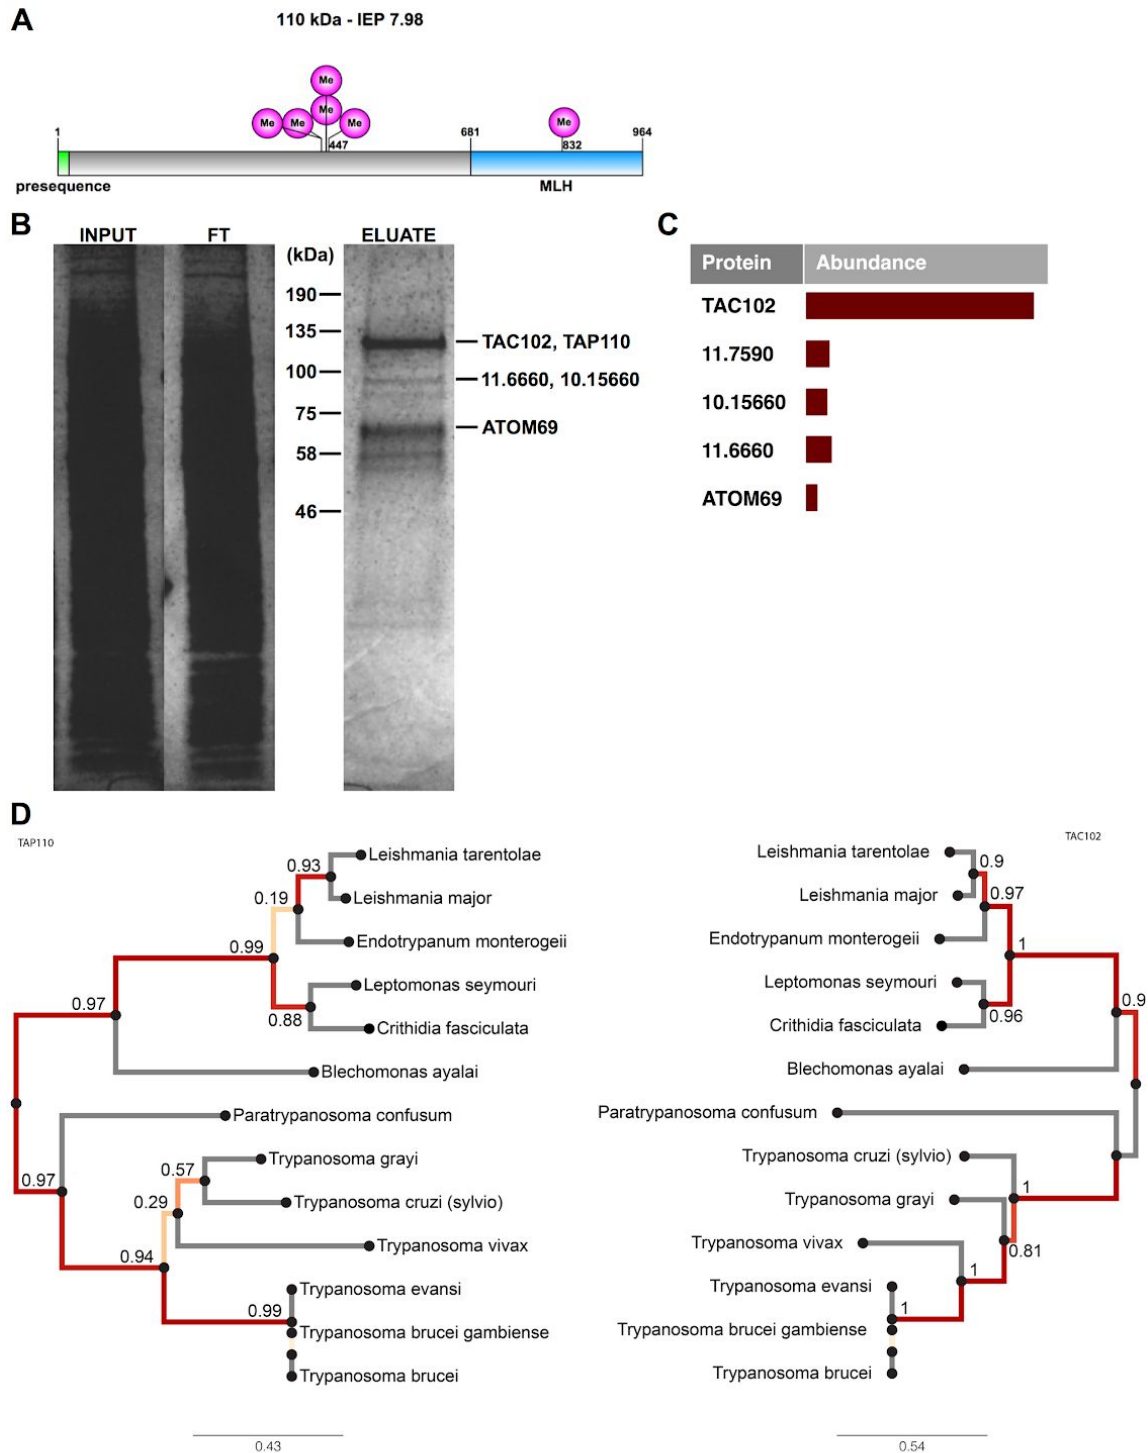 A
110 kDa - IEP 7.98
Me
Me
Me Me Me Me
1 447 681 832 964
presequence MLH
B
INPUT FT (kDa) ELUATE
190
135
100
75
58
46
TAC102, TAP110
11.6660, 10.15660
ATOM69
C
Protein Abundance
TAC102
11.7590
10.15660
11.6660
ATOM69
D
TAP110
0.93 Leishmania tarentolae
0.19 Leishmania major
0.99 Endotrypanum monterogeii
Leptomonas seymouri
0.97 0.88 Crithidia fasciculata
Blechomonas ayalai
Paratrypanosoma confusum
0.57 Trypanosoma grayi
0.97 0.29 Trypanosoma cruzi (sylvio)
0.94 Trypanosoma vivax
Trypanosoma evansi
0.99 Trypanosoma brucei gambiense
Trypanosoma brucei
0.43
TAC102
Leishmania tarentolae 0.9
Leishmania major 0.97
Endotrypanum monterogeii 1
Leptomonas seymouri
Crithidia fasciculata 0.96 0.9
Blechomonas ayalai
Paratrypanosoma confusum
Trypanosoma cruzi (sylvio)
Trypanosoma grayi 1
Trypanosoma vivax 0.81
Trypanosoma evansi 1
Trypanosoma brucei gambiense 1
Trypanosoma brucei
0.54